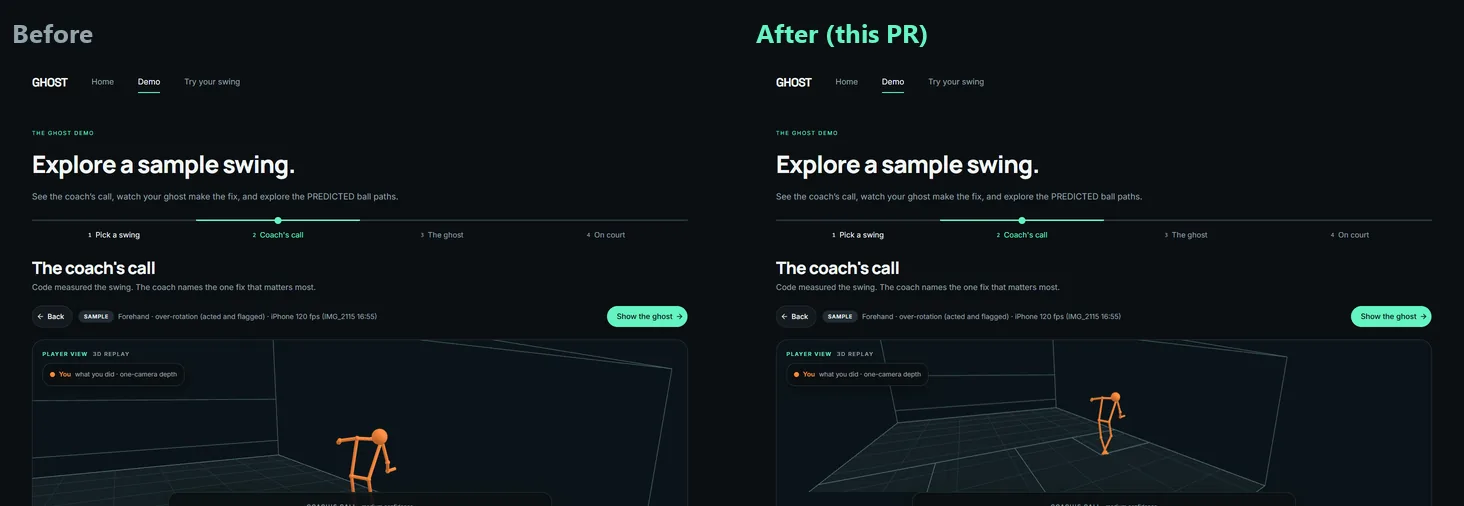 Before
GHOST Home Demo Try your swing
THE GHOST DEMO
Explore a sample swing.
See the coach's call, watch your ghost make the fix, and explore the PREDICTED ball paths.
1 Pick a swing 2 Coach's call 3 The ghost 4 On court
The coach's call
Code measured the swing. The coach names the one fix that matters most.
← Back SAMPLE Forehand · over-rotation (acted and flagged) · iPhone 120 fps (IMG_2115 16:55) Show the ghost →
PLAYER VIEW 3D REPLAY
You what you did · one-camera depth
After (this PR)
GHOST Home Demo Try your swing
THE GHOST DEMO
Explore a sample swing.
See the coach's call, watch your ghost make the fix, and explore the PREDICTED ball paths.
1 Pick a swing 2 Coach's call 3 The ghost 4 On court
The coach's call
Code measured the swing. The coach names the one fix that matters most.
← Back SAMPLE Forehand · over-rotation (acted and flagged) · iPhone 120 fps (IMG_2115 16:55) Show the ghost →
PLAYER VIEW 3D REPLAY
You what you did · one-camera depth